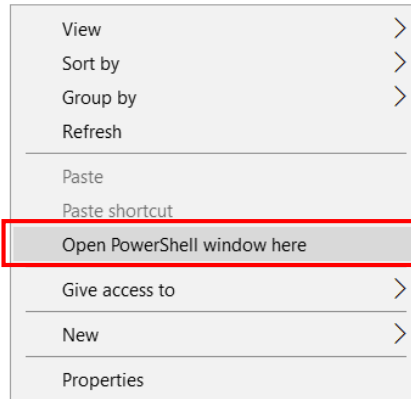 View
Sort by
Group by
Refresh
Paste
Paste shortcut
Open PowerShell window here
Give access to
New
Properties